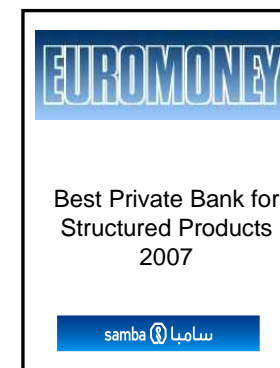 EUROMONEY
Best Private Bank for
Structured Products
2007
samba سامبا